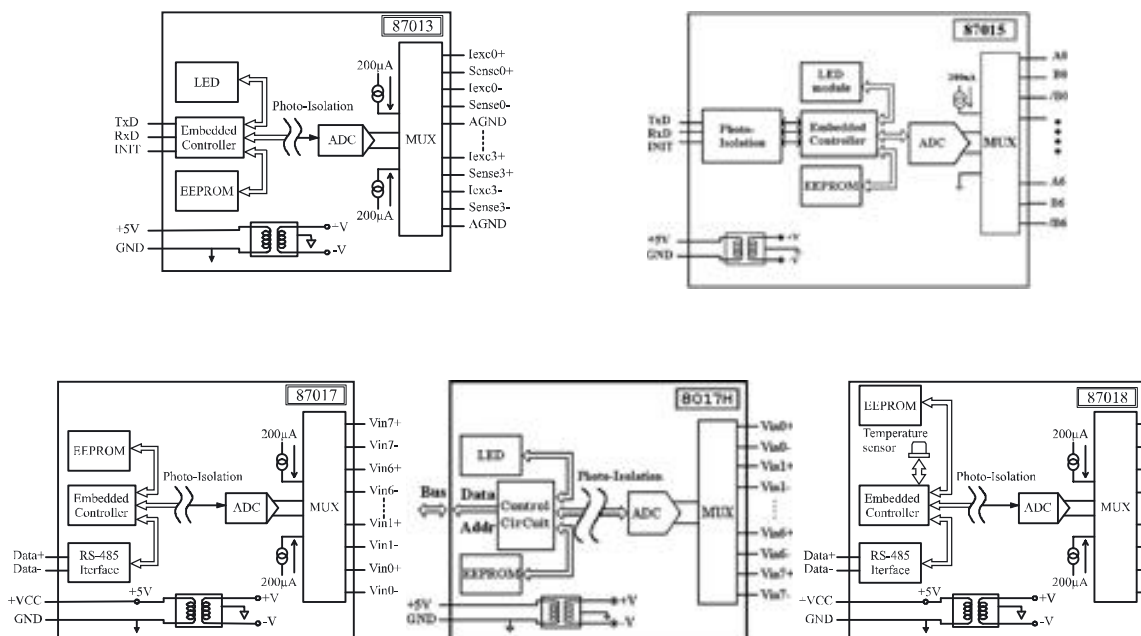 87013
Iexc0+
200µA
Sense0+
LED
Iexc0-
Photo-Isolation
Sense0-
TxD
AGND
RxD
Embedded
Controller
ADC
MUX
INIT
Iexc3+
Sense3+
EEPROM
Iexc3-
200µA
Sense3-
+5V
+V
AGND
GND
-V
87015
A0
LED
module
200uA
B0
/B0
TxD
RxD
INIT
Photo-
Isolation
Embedded
Controller
ADC
MUX
EEPROM
A6
B6
/B6
+5V
+V
GND
-V
87017
Vin7+
200µA
EEPROM
Vin7-
Photo-Isolation
Vin6+
Vin6-
Embedded
Controller
ADC
MUX
Vin1+
Vin1-
Data+
Data-
RS-485
Iterface
Vin0+
200µA
Vin0-
+VCC
+5V
+V
GND
-V
8017H
Vin0+
LED
Vin0-
Photo-Isolation
Vin1+
Bus
Data
Vin1-
Addr
Control
CirCuit
ADC
MUX
Vin6+
EEPROM
Vin6-
Vin7+
Vin7-
+5V
+V
GND
-V
87018
EEPROM
Temperature
sensor
200µA
Photo-Isolation
Embedded
Controller
ADC
MUX
Data+
Data-
RS-485
Iterface
200µA
+VCC
+5V
+V
GND
-V